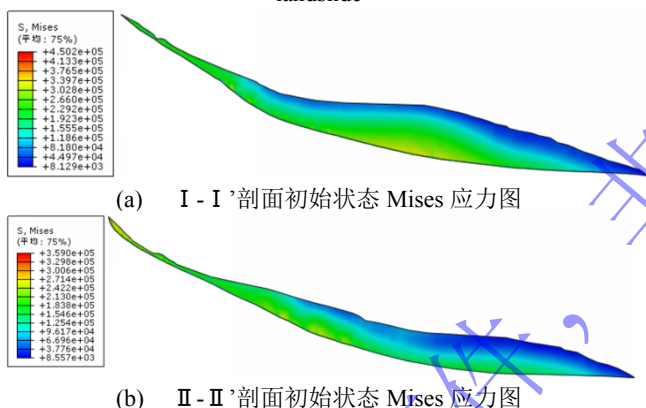 landslide
S, Mises
(平均: 75%)
+4.502e+05
+4.133e+05
+3.765e+05
+3.397e+05
+3.028e+05
+2.660e+05
+2.292e+05
+1.923e+05
+1.555e+05
+1.186e+05
+8.180e+04
+4.497e+04
+8.129e+03
(a) Ⅰ-Ⅰ’剖面初始状态 Mises 应力图
S, Mises
(平均: 75%)
+3.590e+05
+3.298e+05
+3.006e+05
+2.714e+05
+2.422e+05
+2.130e+05
+1.838e+05
+1.546e+05
+1.254e+05
+9.617e+04
+6.696e+04
+3.776e+04
+8.557e+03
(b) Ⅱ-Ⅱ’剖面初始状态 Mises 应力图